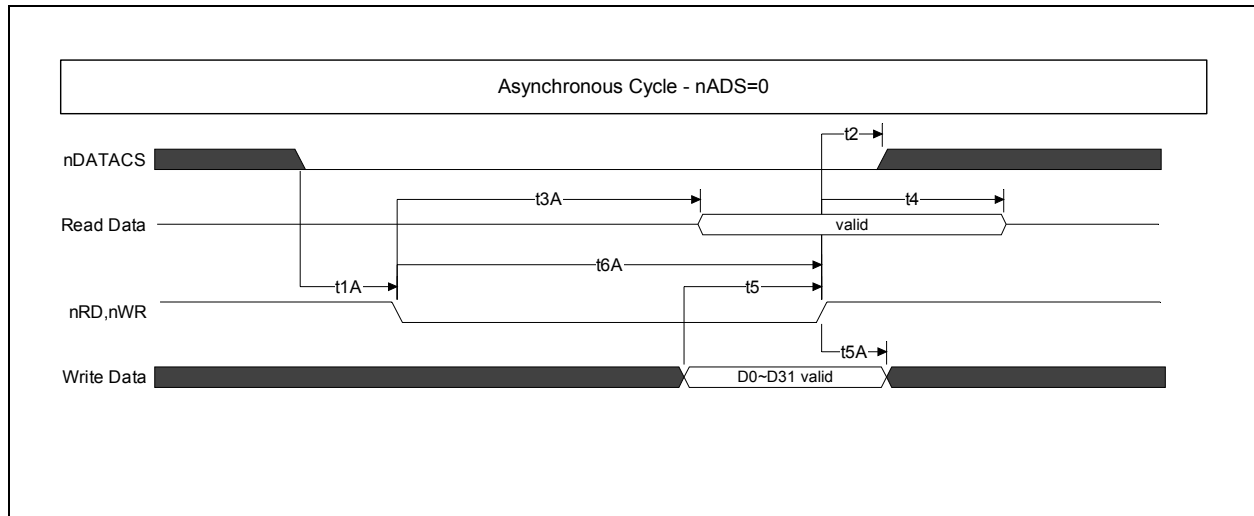 Asynchronous Cycle - nADS=0
t2
nDATACS
t3A
t4
Read Data
valid
t6A
t1A
t5
nRD,nWR
t5A
Write Data
D0~D31 valid